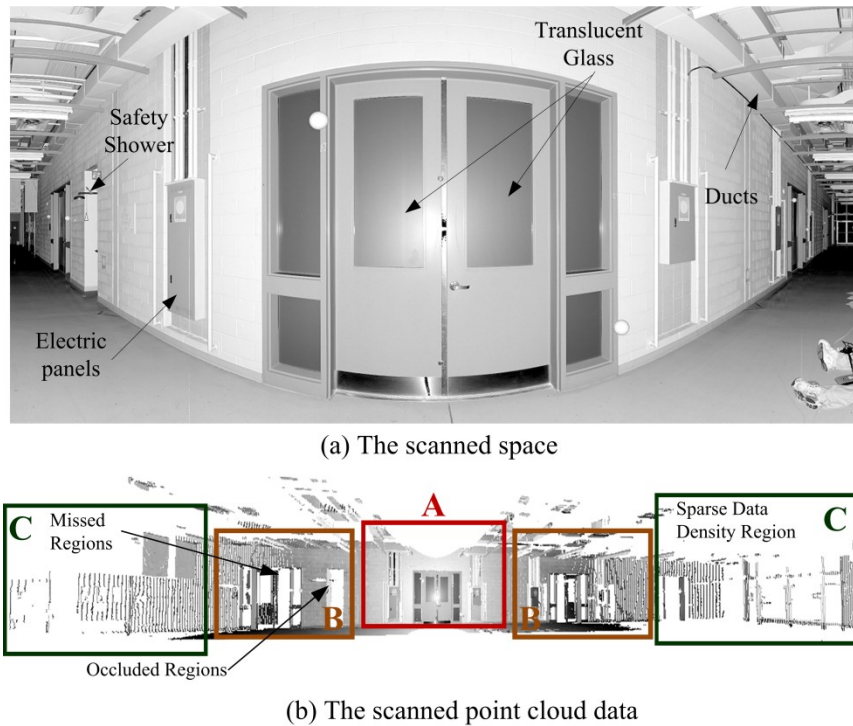 Translucent
Glass
Safety
Shower
Ducts
Electric
panels
(a) The scanned space
A
C
Missed
Regions
Sparse Data
Density Region
C
B
B
Occluded Regions
(b) The scanned point cloud data